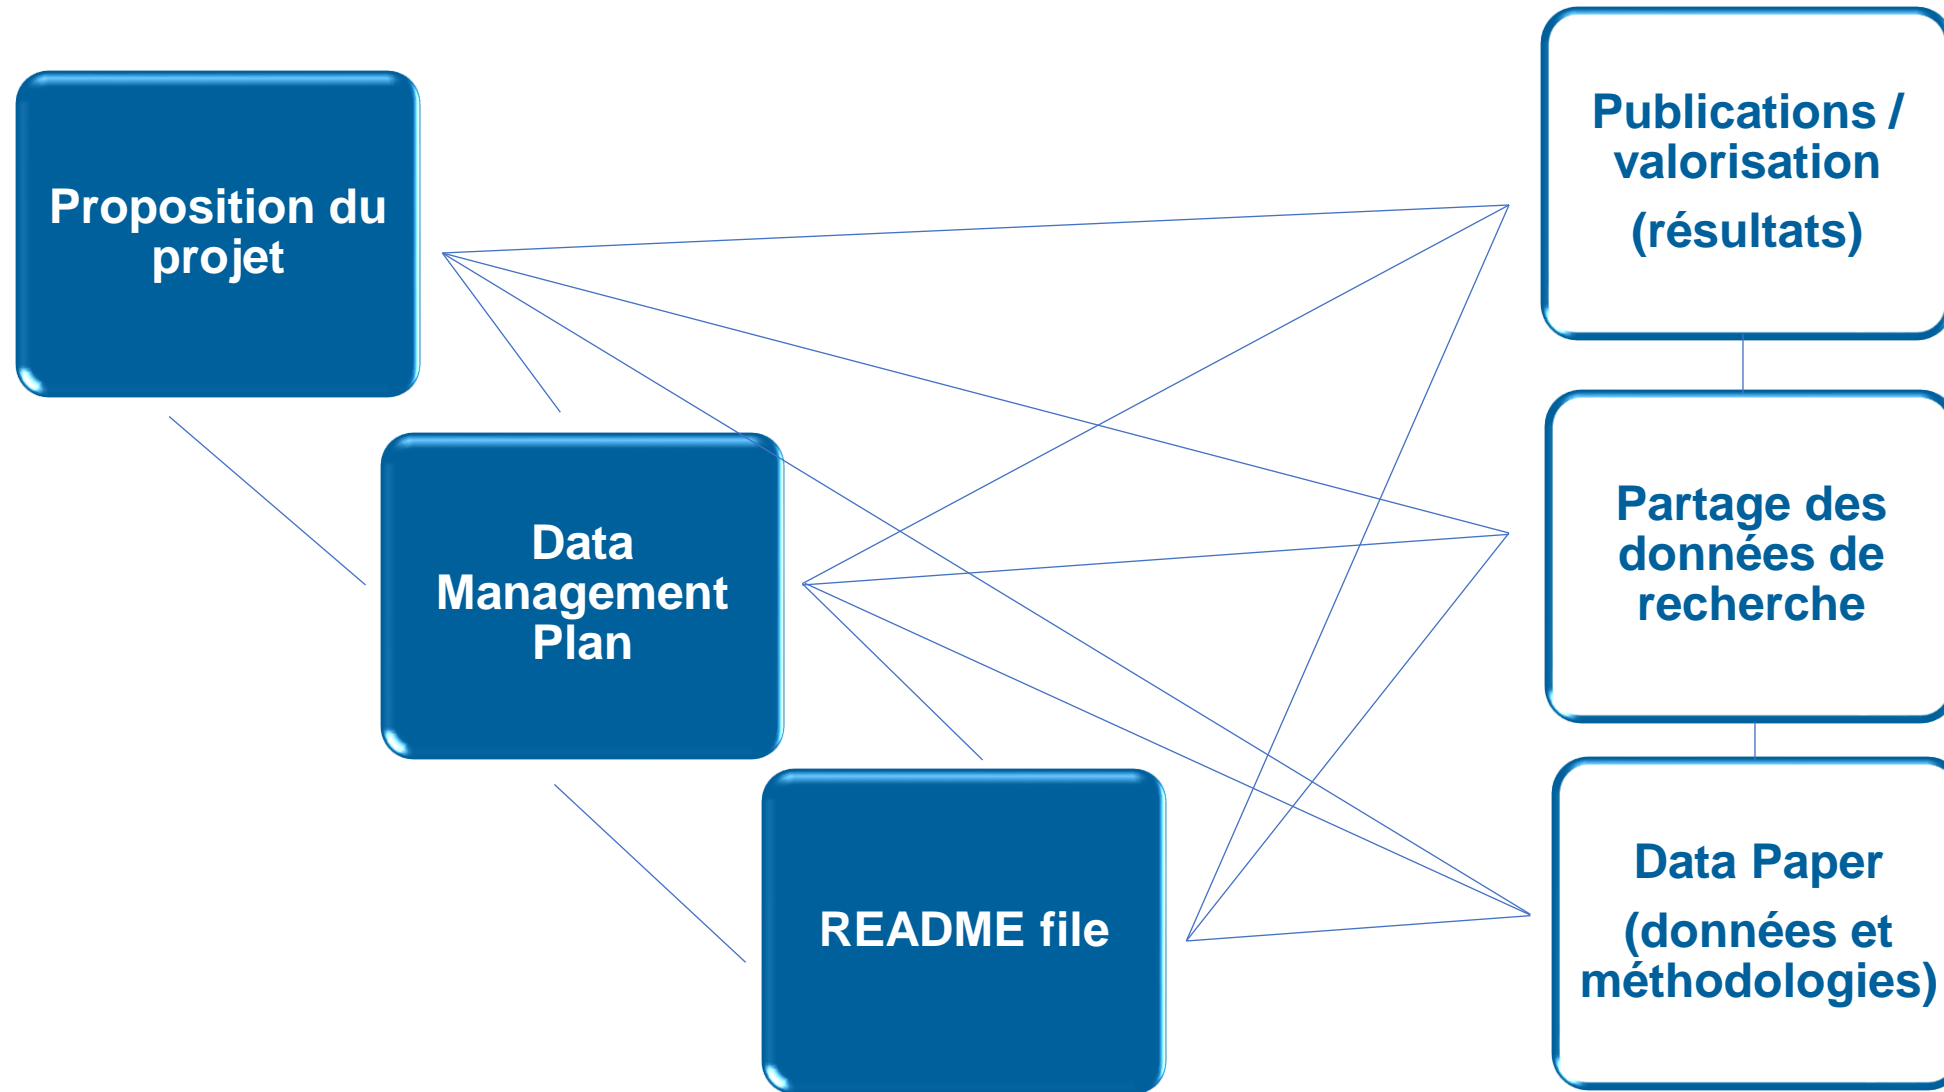 Proposition du
projet
Data
Management
Plan
README file
Publications /
valorisation
(résultats)
Partage des
données de
recherche
Data Paper
(données et
méthodologies)